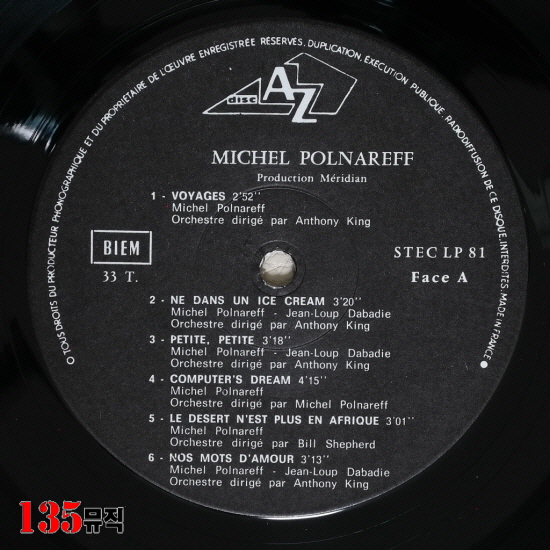 O TOUS DROITS DU PRODUCTEUR PHONOGRAPHIQUE ET DU PROPRIETAIRE DE L'ŒUVRE ENREGISTRÉE RESERVÉS, DUPLICATION, EXECUTION PUBLIQUE, RADIODIFFUSION DE CE DISQUE, INTERDITES. MADE IN FRANCE
disc AZ
MICHEL POLNAREFF
Production Méridian
1 - VOYAGES 2'52''
Michel Polnareff
Orchestre dirigé par Anthony King
BIEM
33 T.
STEC LP 81
Face A
2 - NE DANS UN ICE CREAM 3'20''
Michel Polnareff - Jean-Loup Dabadie
Orchestre dirigé par Anthony King
3 - PETITE, PETITE 3'18''
Michel Polnareff - Jean-Loup Dabadie
Orchestre dirigé par Anthony King
4 - COMPUTER'S DREAM 4'15''
Michel Polnareff
Orchestre dirigé par Michel Polnareff
5 - LE DESERT N'EST PLUS EN AFRIQUE 3'01''
Michel Polnareff
Orchestre dirigé par Bill Shepherd
6 - NOS MOTS D'AMOUR 3'13''
Michel Polnareff - Jean-Loup Dabadie
Orchestre dirigé par Anthony King
135뮤직